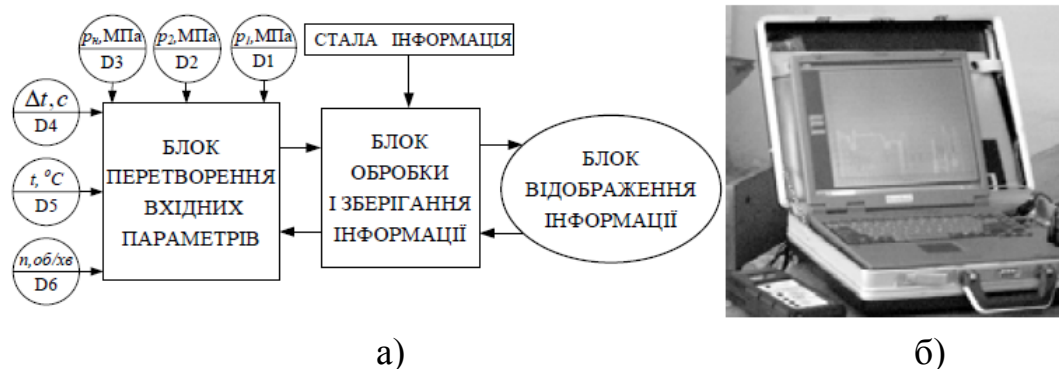 pн, МПа
D3
p2, МПа
D2
p1, МПа
D1
СТАЛА ІНФОРМАЦІЯ
Δt, с
D4
t, °С
D5
n, об/хв
D6
БЛОК
ПЕРЕТВОРЕННЯ
ВХІДНИХ
ПАРАМЕТРІВ
БЛОК
ОБРОБКИ
І ЗБЕРІГАННЯ
ІНФОРМАЦІЇ
БЛОК
ВІДОБРАЖЕННЯ
ІНФОРМАЦІЇ
а)
б)